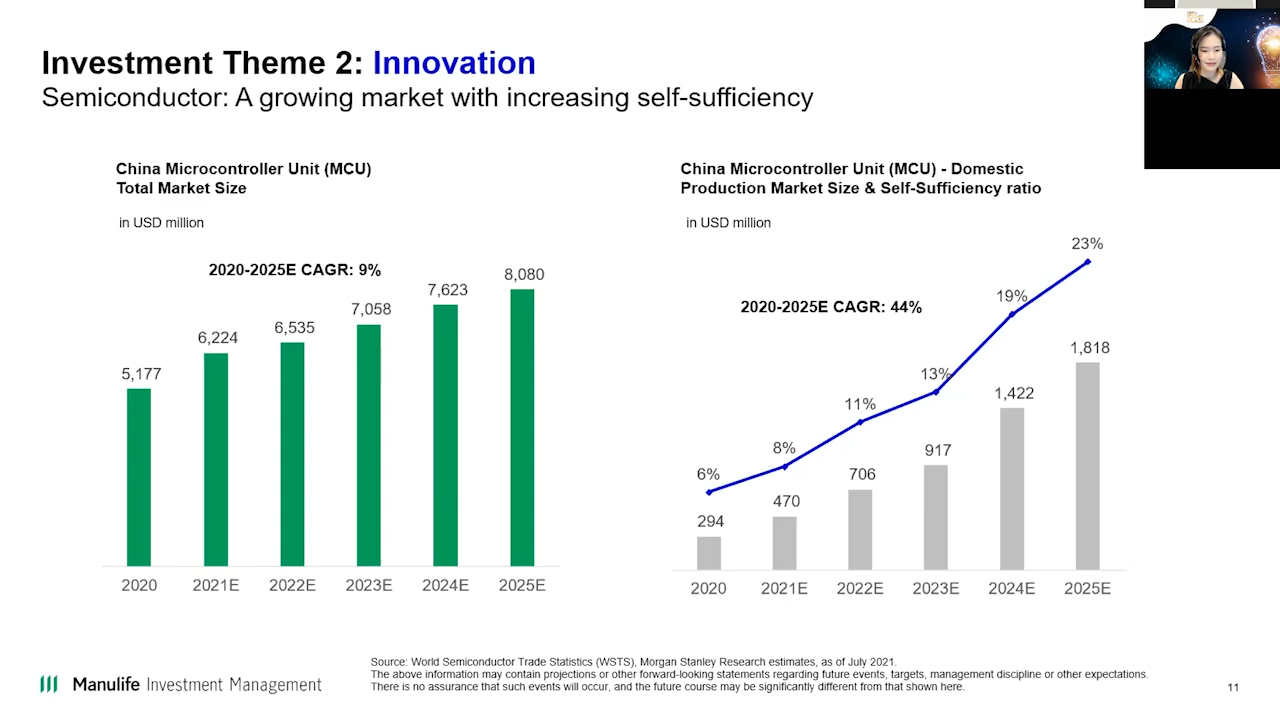 Investment Theme 2: Innovation
Semiconductor: A growing market with increasing self-sufficiency
China Microcontroller Unit (MCU)
Total Market Size
in USD million
2020-2025E CAGR: 9%
5,177
6,224
6,535
7,058
7,623
8,080
2020 2021E 2022E 2023E 2024E 2025E
China Microcontroller Unit (MCU) - Domestic
Production Market Size & Self-Sufficiency ratio
in USD million
2020-2025E CAGR: 44%
6%
8%
11%
13%
19%
23%
294
470
706
917
1,422
1,818
2020 2021E 2022E 2023E 2024E 2025E
Source: World Semiconductor Trade Statistics (WSTS), Morgan Stanley Research estimates, as of July 2021.
The above information may contain projections or other forward-looking statements regarding future events, targets, management discipline or other expectations.
There is no assurance that such events will occur, and the future course may be significantly different from that shown here.
Manulife Investment Management
11